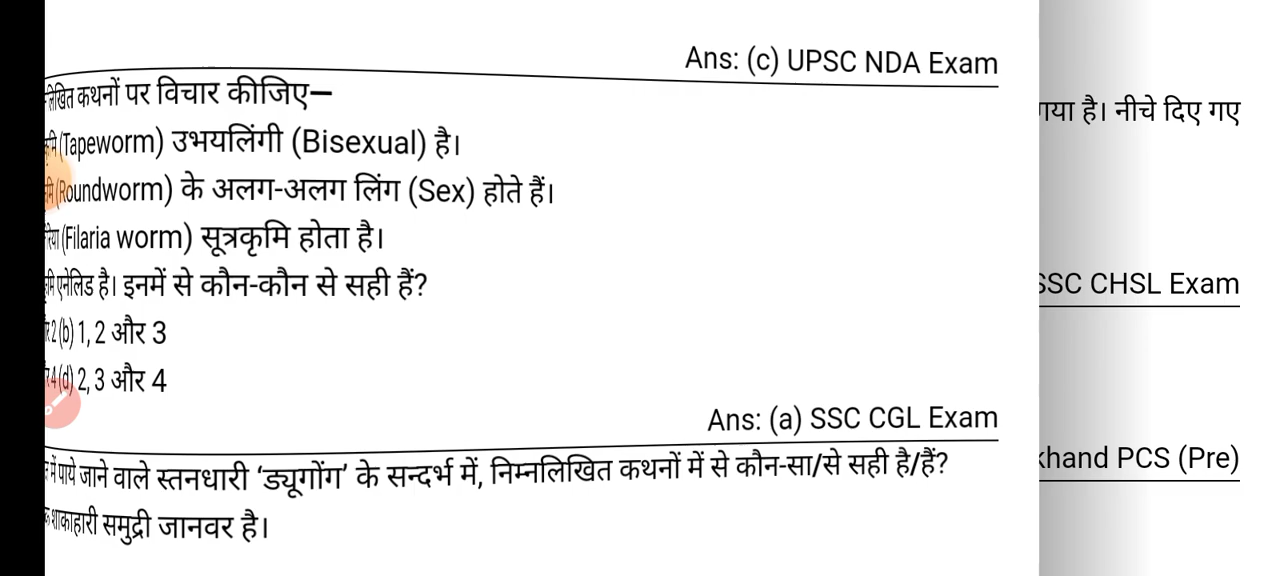 Ans: (c) UPSC NDA Exam
कथनों पर विचार कीजिए—
(Tapeworm) उभयलिंगी (Bisexual) है।
(Roundworm) के अलग-अलग लिंग (Sex) होते हैं।
(Filaria worm) सूत्रकृमि होता है।
एनेलिड है। इनमें से कौन-कौन से सही हैं?
2 (b) 1, 2 और 3
4 (d) 2, 3 और 4
Ans: (a) SSC CGL Exam
में पाये जाने वाले स्तनधारी ‘ड्यूगोंग’ के सन्दर्भ में, निम्नलिखित कथनों में से कौन-सा/से सही है/हैं?
शाकाहारी समुद्री जानवर है।
है। नीचे दिए गए
SSC CHSL Exam
PCS (Pre)